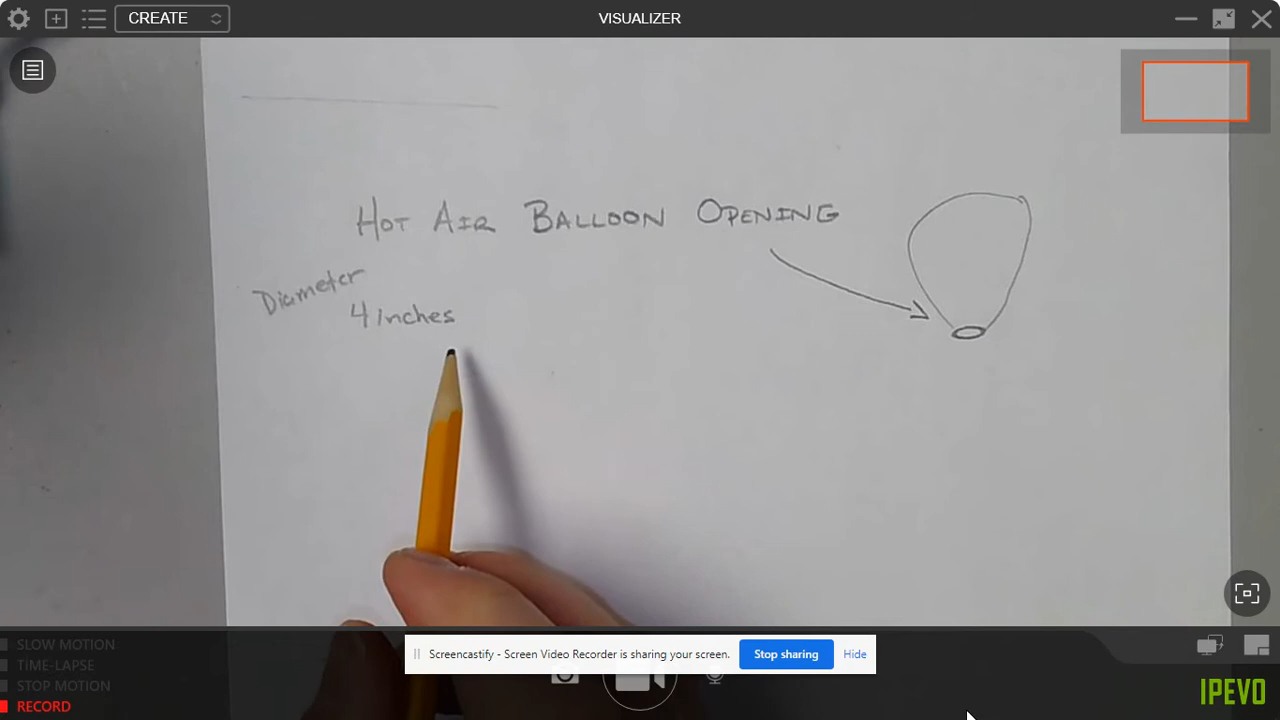 CREATE
VISUALIZER
HOT AIR BALLOON OPENING
Diameter
4 inches
SLOW MOTION
TIME-LAPSE
STOP MOTION
RECORD
Screencastify - Screen Video Recorder is sharing your screen.
Stop sharing
Hide
IPEVO